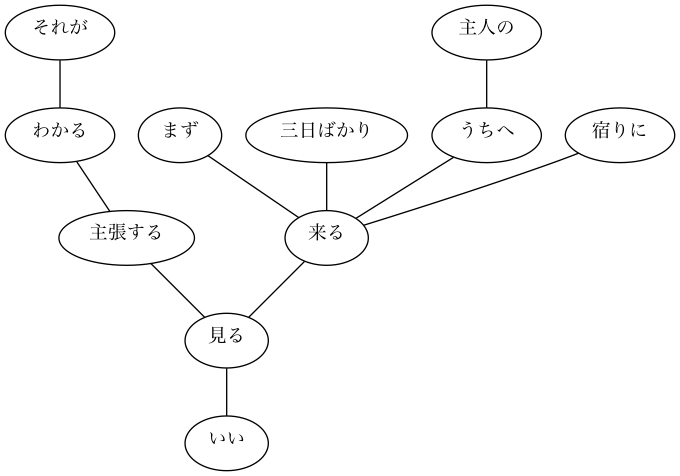 それが
主人の
わかる
まず
三日ばかり
うちへ
宿りに
主張する
来る
見る
いい